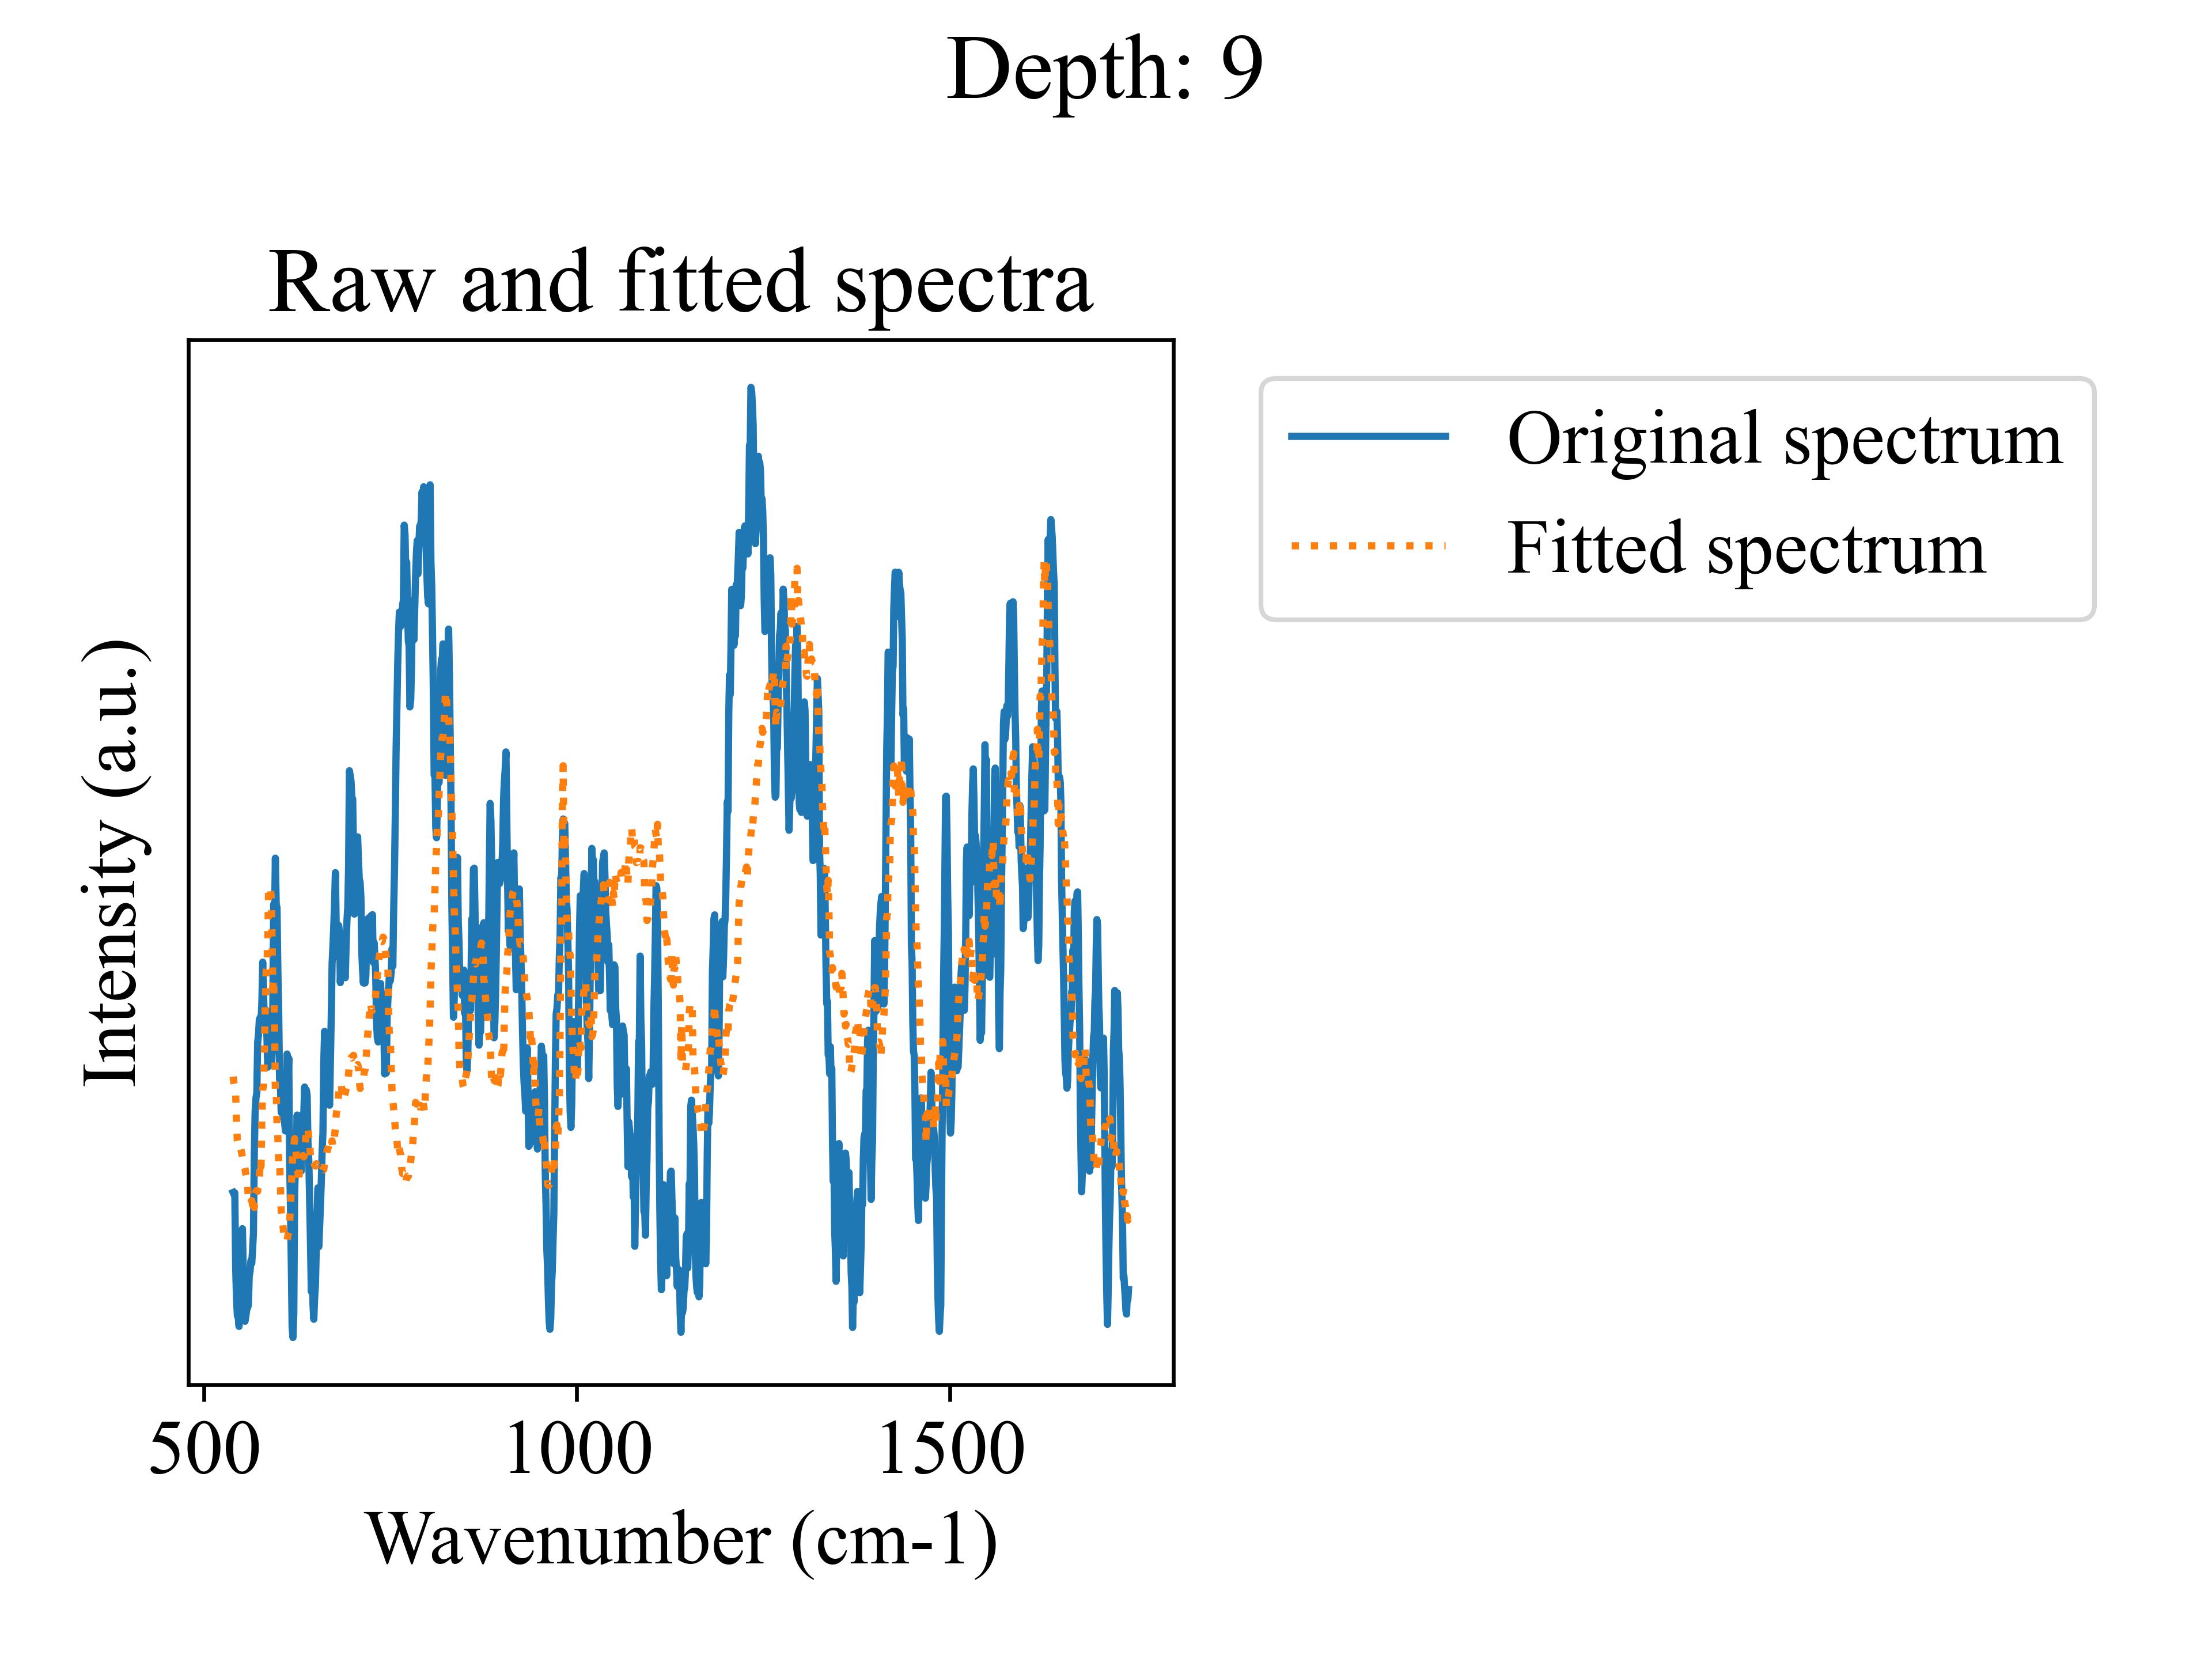 Depth: 9
Raw and fitted spectra
Original spectrum
Fitted spectrum
Intensity (a.u.)
500 1000 1500
Wavenumber (cm-1)